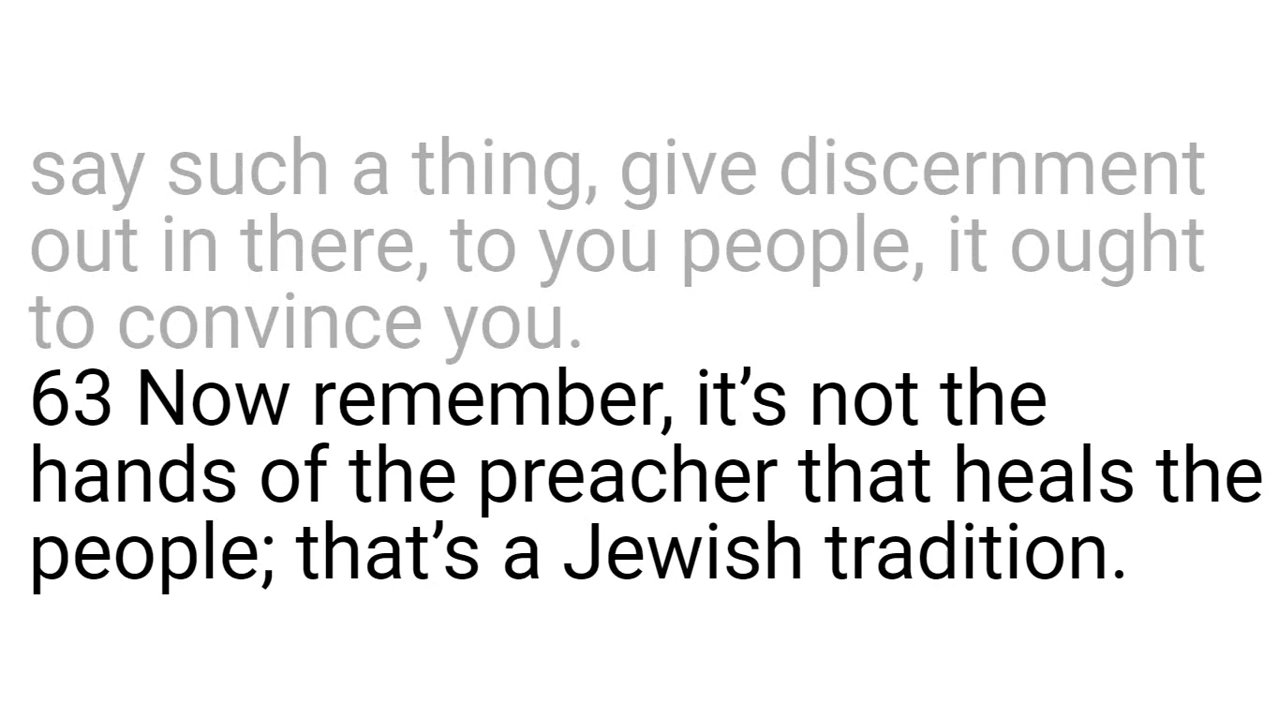 say such a thing, give discernment
out in there, to you people, it ought
to convince you.
63 Now remember, it’s not the
hands of the preacher that heals the
people; that’s a Jewish tradition.